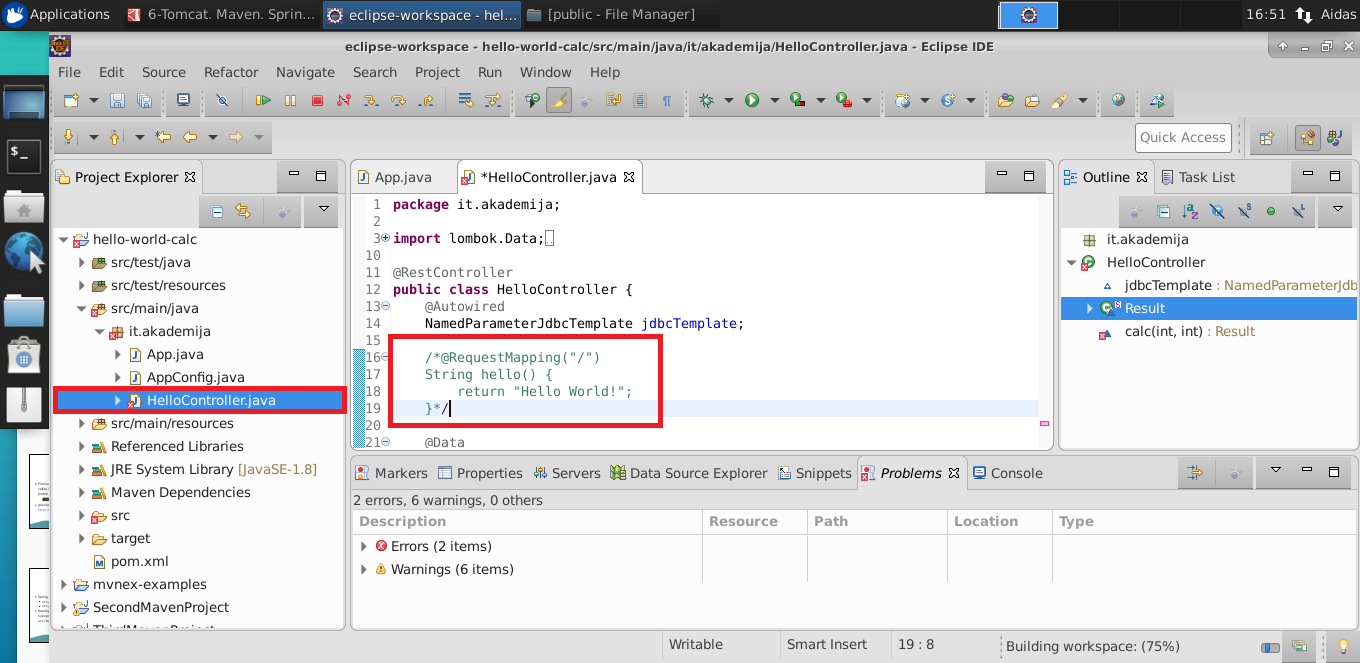 Applications 6-Tomcat. Maven. Sprin... eclipse-workspace - hel... [public - File Manager] 16:51 Aidas
eclipse-workspace - hello-world-calc/src/main/java/it/akademija/HelloController.java - Eclipse IDE
File Edit Source Refactor Navigate Search Project Run Window Help
Quick Access
Project Explorer
hello-world-calc
src/test/java
src/test/resources
src/main/java
it.akademija
App.java
AppConfig.java
HelloController.java
src/main/resources
Referenced Libraries
JRE System Library [JavaSE-1.8]
Maven Dependencies
src
target
pom.xml
mvnex-examples
SecondMavenProject
ThirdMavenProject
App.java *HelloController.java
1 package it.akademija;
2
3 import lombok.Data;
10
11 @RestController
12 public class HelloController {
13 @Autowired
14 NamedParameterJdbcTemplate jdbcTemplate;
15
16 /*@RequestMapping("/")
17 String hello() {
18 return "Hello World!";
19 }*/
20
21 @Data
Outline Task List
it.akademija
HelloController
jdbcTemplate : NamedParameterJdb
Result
calc(int, int) : Result
Markers Properties Servers Data Source Explorer Snippets Problems Console
2 errors, 6 warnings, 0 others
Description Resource Path Location Type
Errors (2 items)
Warnings (6 items)
Writable Smart Insert 19 : 8 Building workspace: (75%)